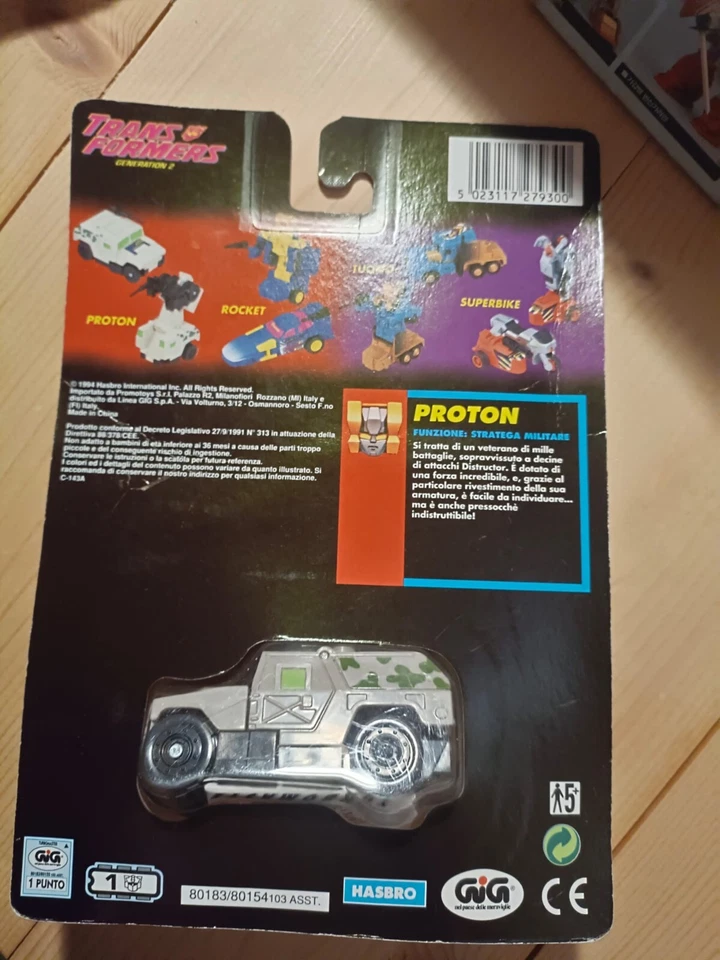 TRANSFORMERS
GENERATION 2
5 023117 279300
PROTON
ROCKET
TUONO
SUPERBIKE
© 1994 Hasbro International Inc. All Rights Reserved.
Importato da Promotoys S.r.l. Palazzo R2, Milanofiori Rozzano (MI) Italy e
distribuito da Linea GIG S.p.A. - Via Volturno, 3/12 - Osmannoro - Sesto F.no
(FI) Italy.
Made in China
Prodotto conforme al Decreto Legislativo 27/9/1991 N° 313 in attuazione della
Direttiva 88/378/CEE.
Non adatto a bambini di età inferiore ai 36 mesi a causa delle parti troppo
piccole e del conseguente rischio di ingestione.
Conservare le istruzioni e la scatola per futura referenza.
I colori ed i dettagli del contenuto possono variare da quanto illustrato. Si
raccomanda di conservare il nostro indirizzo per qualsiasi informazione.
C-143A
PROTON
FUNZIONE: STRATEGA MILITARE
Si tratta di un veterano di mille
battaglie, sopravvissuto a decine
di attacchi Distructor. È dotato di
una forza incredibile, e, grazie al
particolare rivestimento della sua
armatura, è facile da individuare...
ma è anche pressocchè
indistruttibile!
5+
GiG
1 PUNTO
1
80183/80154103 ASST.
HASBRO
GiG
nel paese delle meraviglie
CE